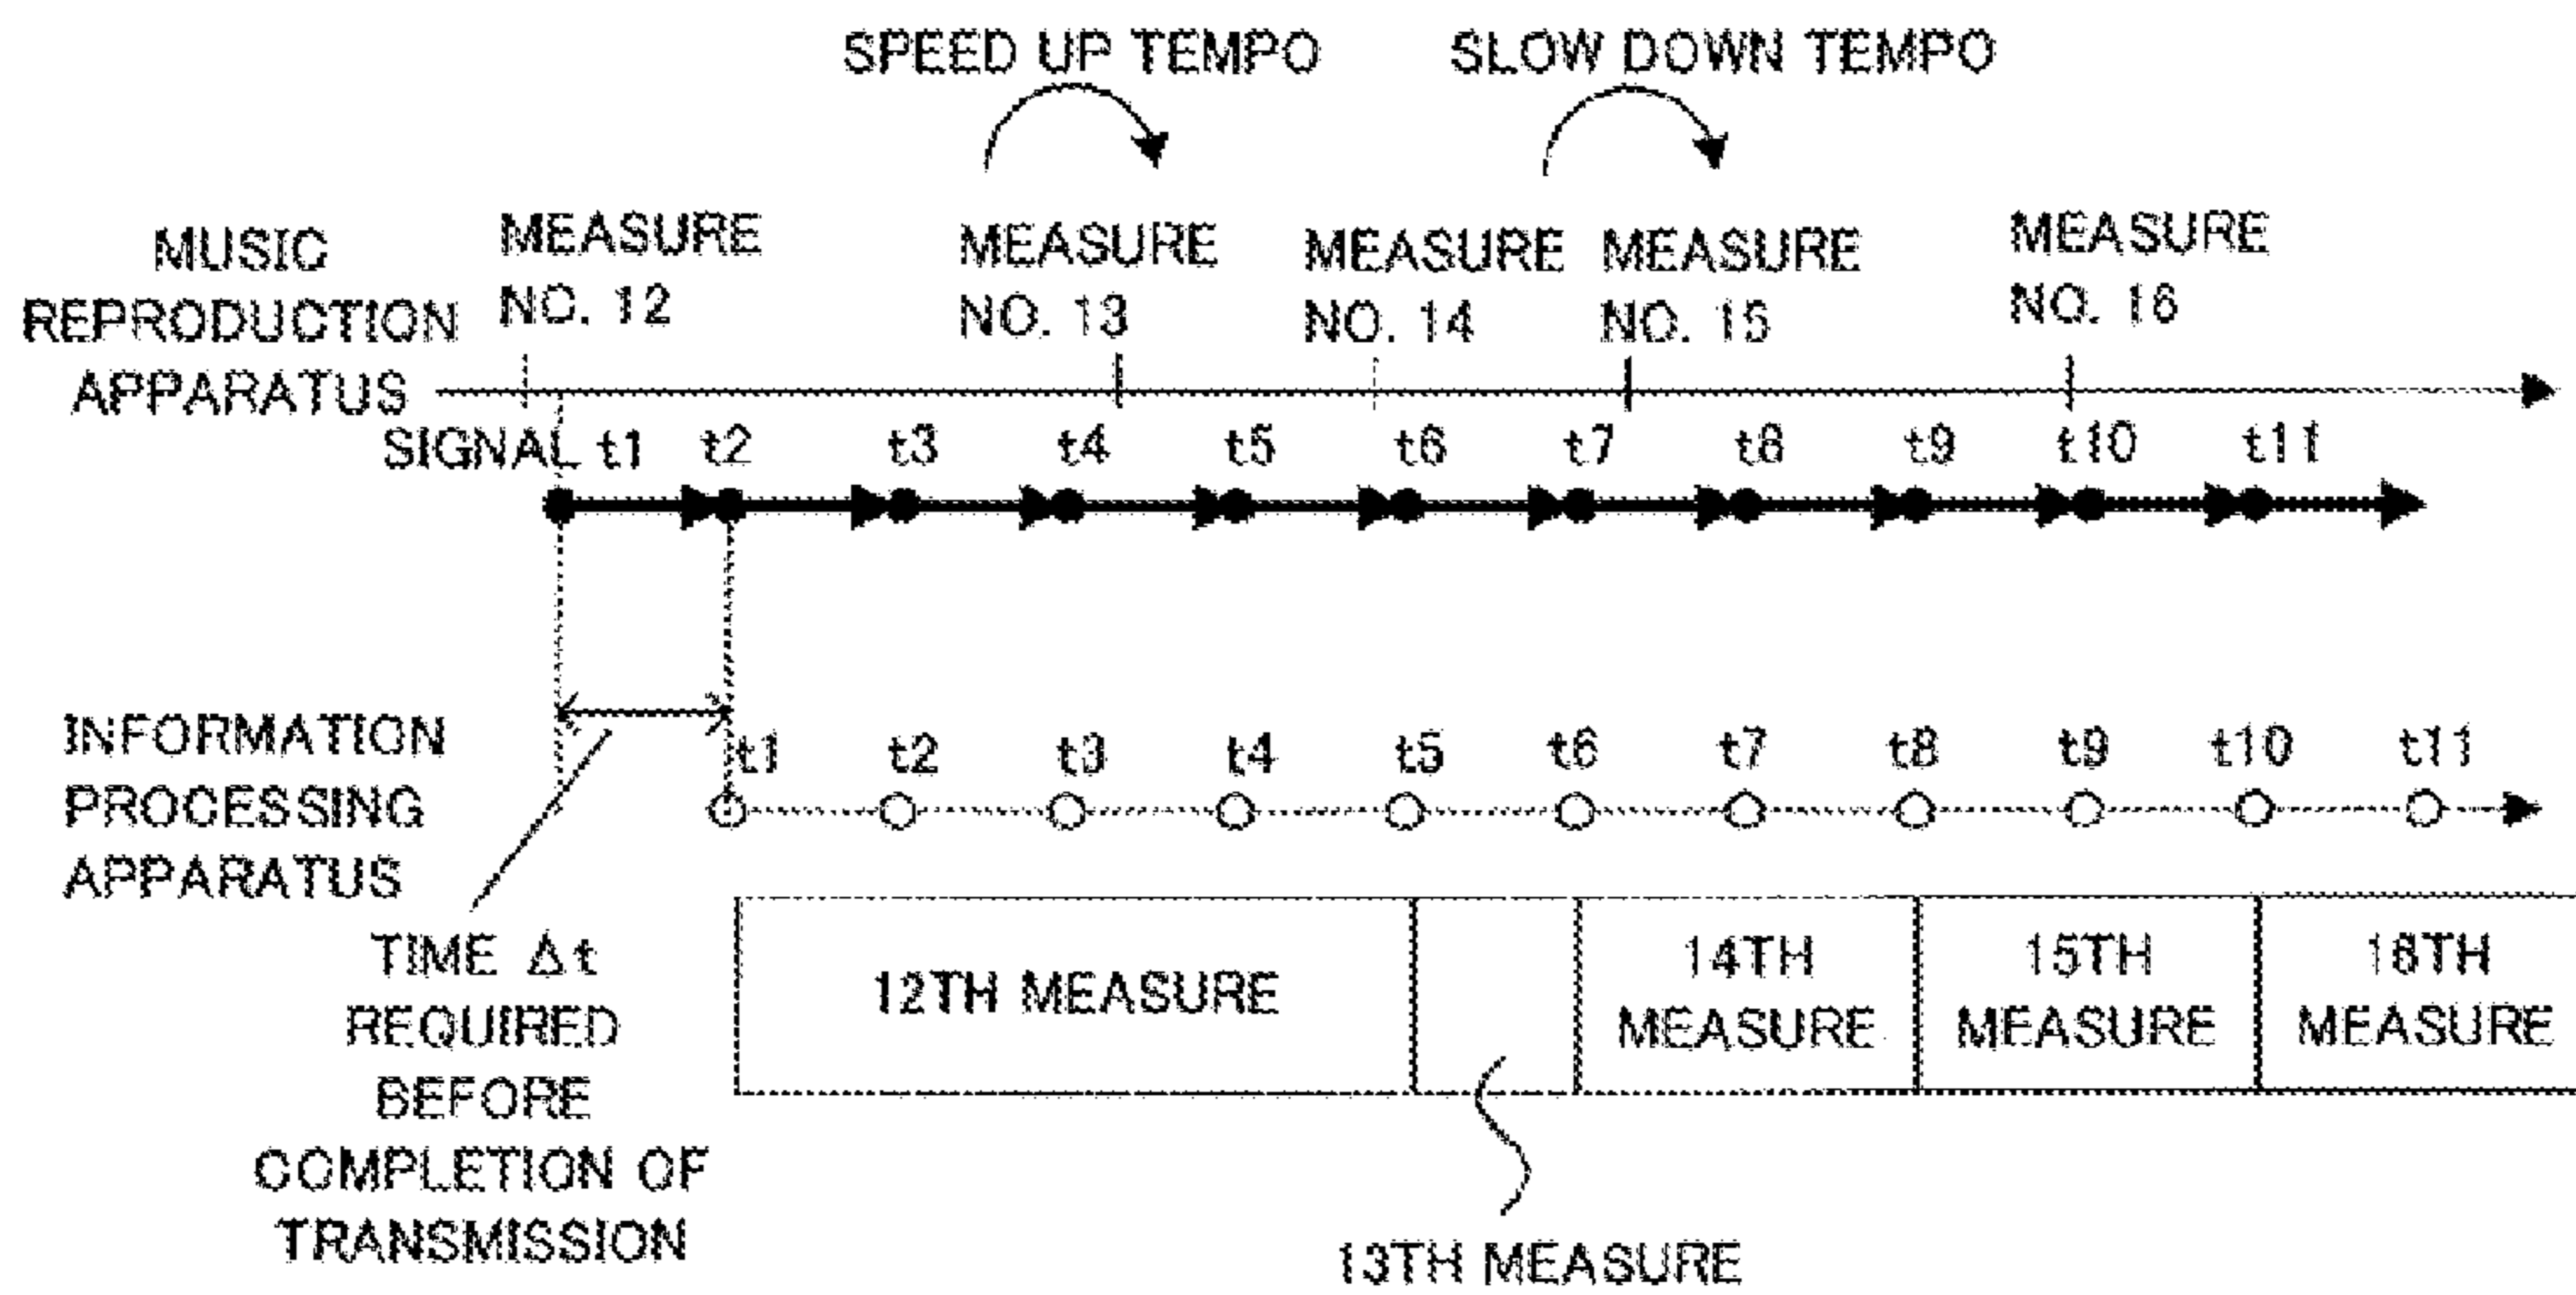 SPEED UP TEMPO
SLOW DOWN TEMPO
MUSIC
REPRODUCTION
APPARATUS
MEASURE
NO. 12
MEASURE
NO. 13
MEASURE
NO. 14
MEASURE
NO. 15
MEASURE
NO. 16
SIGNAL t1 t2 t3 t4 t5 t6 t7 t8 t9 t10 t11
INFORMATION
PROCESSING
APPARATUS
t1 t2 t3 t4 t5 t6 t7 t8 t9 t10 t11
TIME Δt
REQUIRED
BEFORE
COMPLETION OF
TRANSMISSION
12TH MEASURE
14TH
MEASURE
15TH
MEASURE
16TH
MEASURE
13TH MEASURE